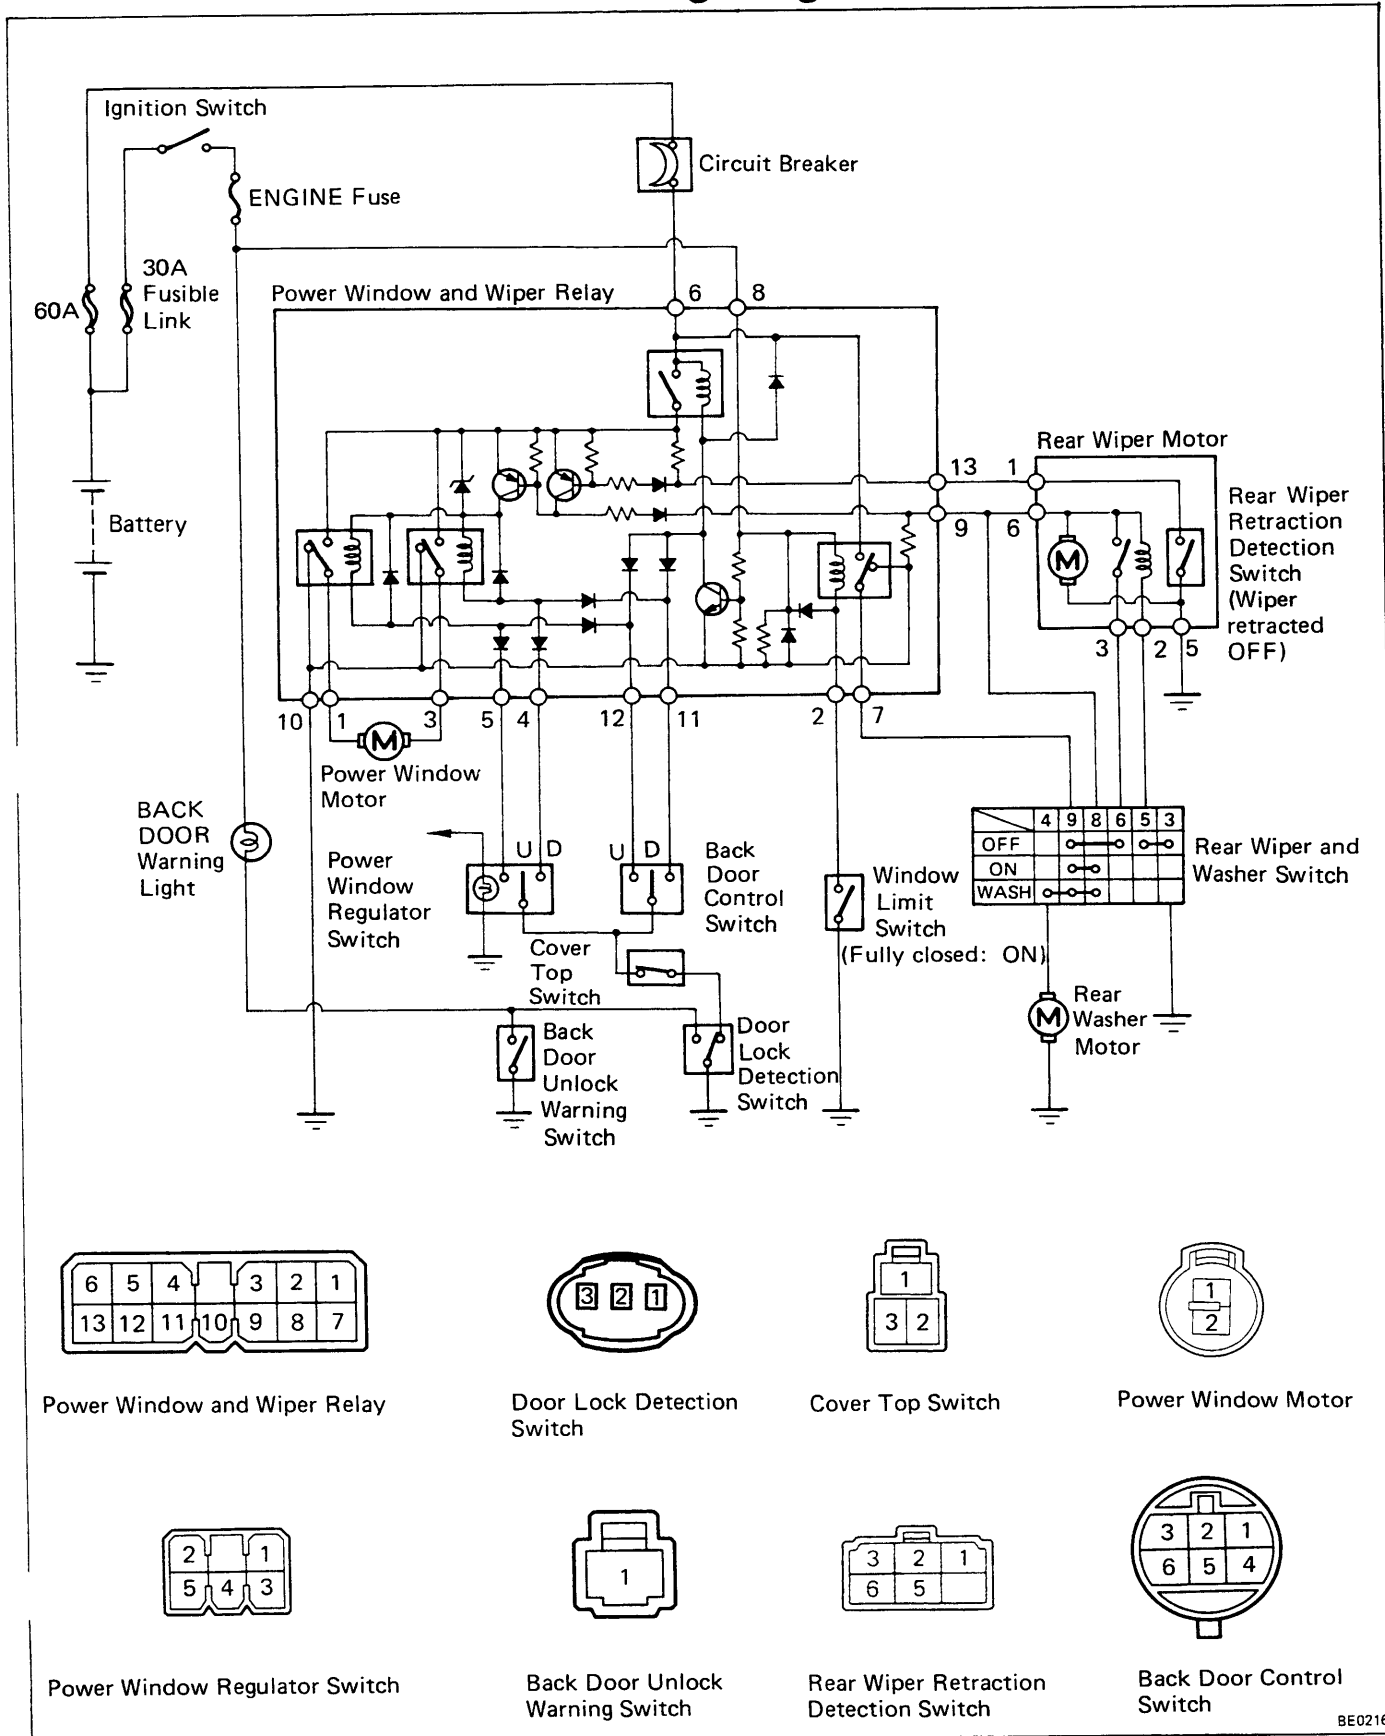 Ignition Switch
Circuit Breaker
ENGINE Fuse
30A
Fusible
Link
60A
Power Window and Wiper Relay
6
8
Rear Wiper Motor
13
1
9
6
Rear Wiper
Retraction
Detection
Switch
(Wiper
retracted
OFF)
M
Battery
3
2
5
10
1
3
5
4
12
11
2
7
M
Power Window
Motor
BACK
DOOR
Warning
Light
Power
Window
Regulator
Switch
U D
U D
Back
Door
Control
Switch
Window
Limit
Switch
(Fully closed: ON)
4 9 8 6 5 3
OFF
ON
WASH
Rear Wiper and
Washer Switch
Cover
Top
Switch
Back
Door
Unlock
Warning
Switch
Door
Lock
Detection
Switch
M
Rear
Washer
Motor
6 5 4 3 2 1
13 12 11 10 9 8 7
Power Window and Wiper Relay
3 2 1
Door Lock Detection
Switch
1
3 2
Cover Top Switch
1
2
Power Window Motor
2 1
5 4 3
Power Window Regulator Switch
1
Back Door Unlock
Warning Switch
3 2 1
6 5
Rear Wiper Retraction
Detection Switch
3 2 1
6 5 4
Back Door Control
Switch